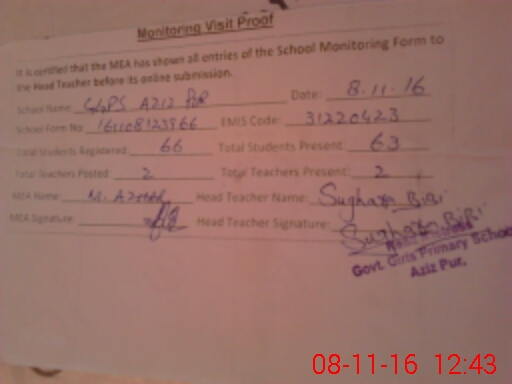 Monitoring Visit Proof
It is certified that the MEA has shown all entries of the School Monitoring Form to
the Head Teacher before its online submission.
School Name: GGPS AZIZ PUR Date: 8.11.16
School Form No: 161108123966 EMIS Code: 31220423
Total Students Registered: 66 Total Students Present: 63
Total Teachers Posted: 2 Total Teachers Present: 2
MEA Name: M. AZHAR Head Teacher Name: Sughara BiBi
MEA Signature: Head Teacher Signature: Sughara BiBi
Govt. Girls Primary School
Aziz Pur.
08-11-16 12:43